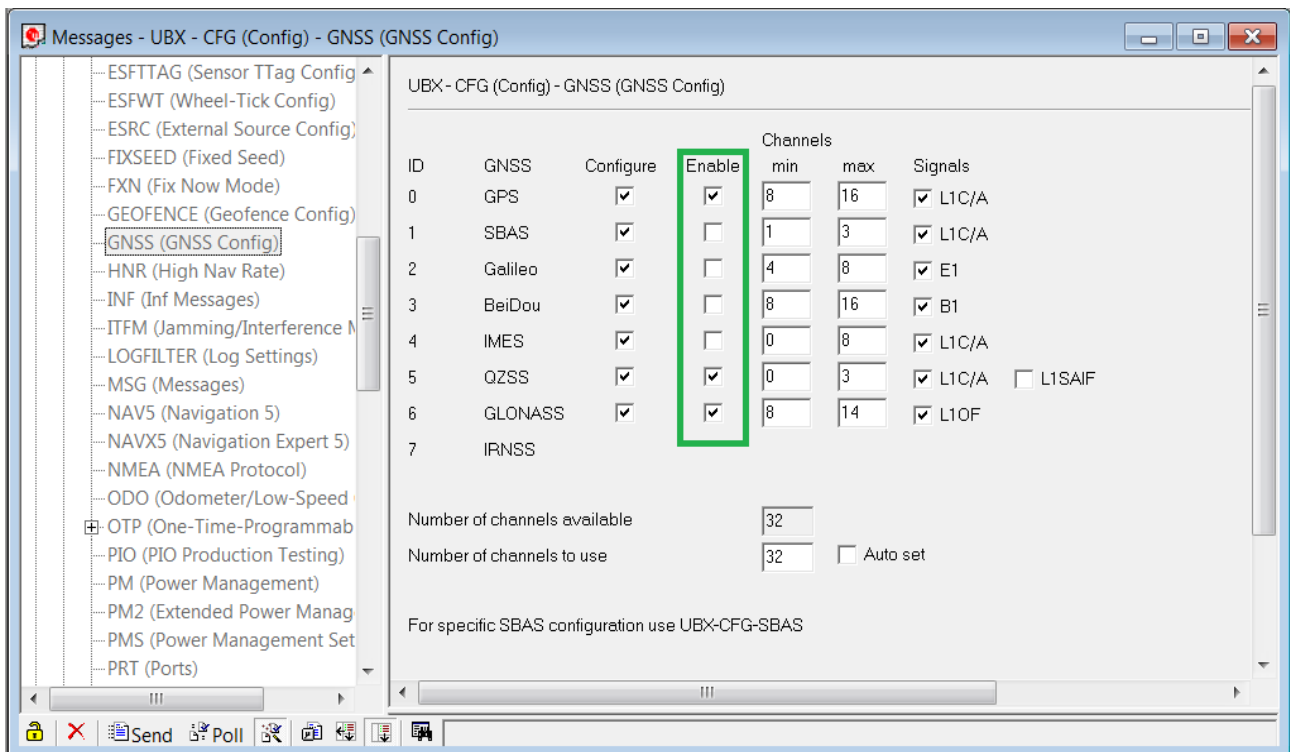 Messages - UBX - CFG (Config) - GNSS (GNSS Config)
ESFTTAG (Sensor TTag Config
ESFWT (Wheel-Tick Config)
ESRC (External Source Config)
FIXSEED (Fixed Seed)
FXN (Fix Now Mode)
GEOFENCE (Geofence Config)
GNSS (GNSS Config)
HNR (High Nav Rate)
INF (Inf Messages)
ITFM (Jamming/Interference M
LOGFILTER (Log Settings)
MSG (Messages)
NAV5 (Navigation 5)
NAVX5 (Navigation Expert 5)
NMEA (NMEA Protocol)
ODO (Odometer/Low-Speed
OTP (One-Time-Programmab
PIO (PIO Production Testing)
PM (Power Management)
PM2 (Extended Power Manag
PMS (Power Management Set
PRT (Ports)
UBX - CFG (Config) - GNSS (GNSS Config)
Channels
ID GNSS Configure Enable min max Signals
0 GPS 8 16 L1C/A
1 SBAS 1 3 L1C/A
2 Galileo 4 8 E1
3 BeiDou 8 16 B1
4 IMES 0 8 L1C/A
5 QZSS 0 3 L1C/A L1SAIF
6 GLONASS 8 14 L1OF
7 IRNSS
Number of channels available 32
Number of channels to use 32 Auto set
For specific SBAS configuration use UBX-CFG-SBAS
Send Poll